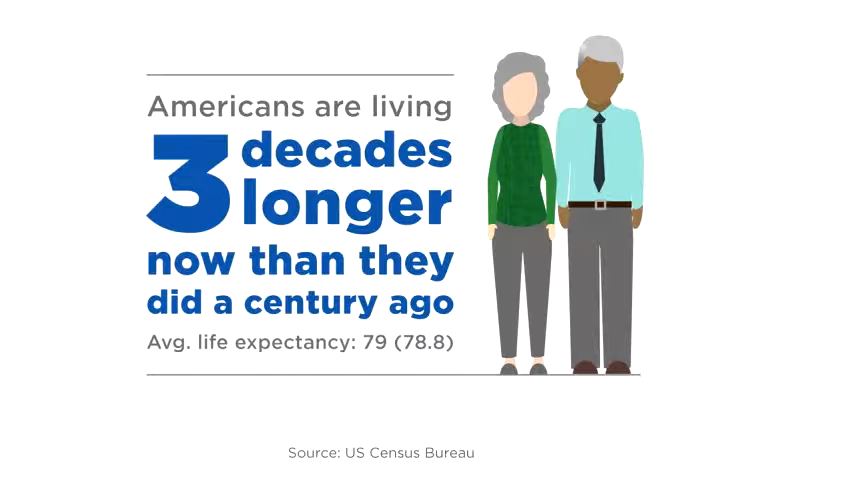 Americans are living
3 decades
longer
now than they
did a century ago
Avg. life expectancy: 79 (78.8)
Source: US Census Bureau